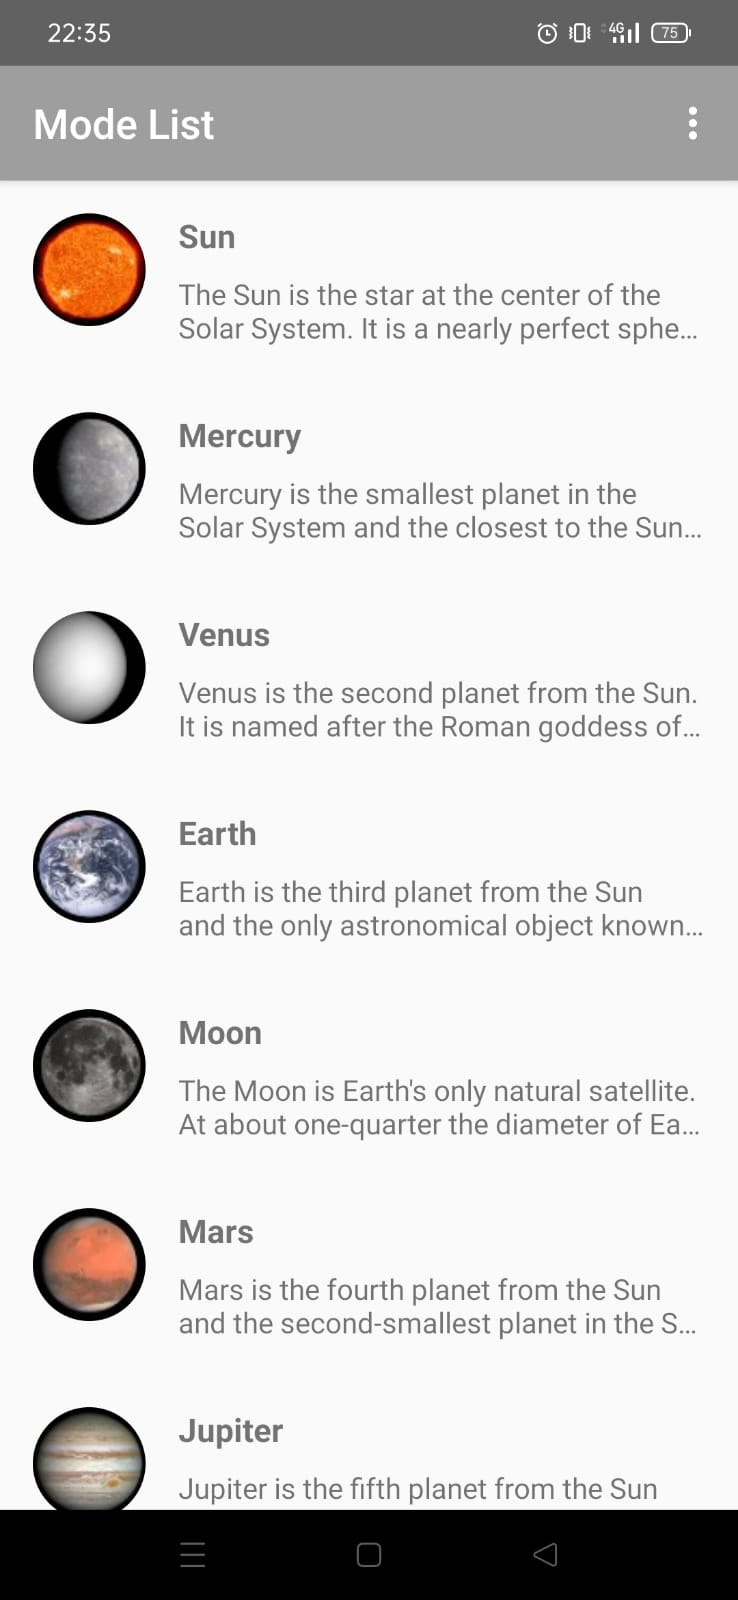 22:35
4G
75
Mode List
Sun
The Sun is the star at the center of the
Solar System. It is a nearly perfect sphe...
Mercury
Mercury is the smallest planet in the
Solar System and the closest to the Sun...
Venus
Venus is the second planet from the Sun.
It is named after the Roman goddess of...
Earth
Earth is the third planet from the Sun
and the only astronomical object known...
Moon
The Moon is Earth's only natural satellite.
At about one-quarter the diameter of Ea...
Mars
Mars is the fourth planet from the Sun
and the second-smallest planet in the S...
Jupiter
Jupiter is the fifth planet from the Sun